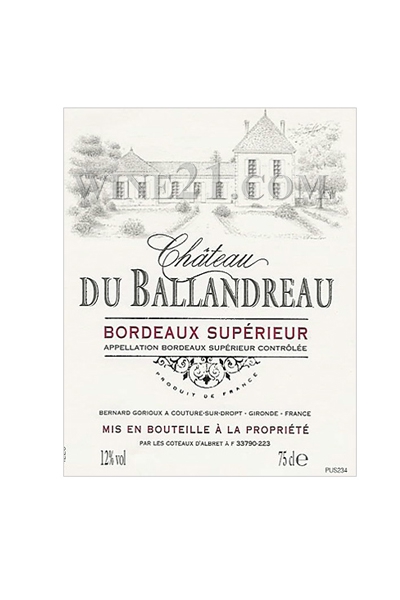 WINE21.COM
Château
DU BALLANDREAU
BORDEAUX SUPÉRIEUR
APPELLATION BORDEAUX SUPÉRIEUR CONTRÔLÉE
PRODUIT DE FRANCE
BERNARD GORIOUX A COUTURE-SUR-DROPT - GIRONDE - FRANCE
MIS EN BOUTEILLE À LA PROPRIÉTÉ
PAR LES COTEAUX D'ALBRET À F 33790-223
12% vol 75 cl e
PUS234